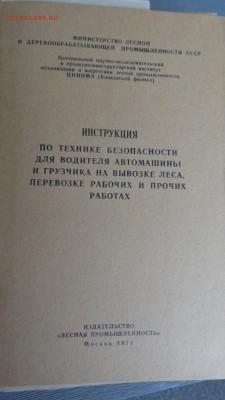 МИНИСТЕРСТВО ЛЕСНОЙ
И ДЕРЕВООБРАБАТЫВАЮЩЕЙ ПРОМЫШЛЕННОСТИ СССР
Центральный научно-исследовательский
и проектно-конструкторский институт
механизации и энергетики лесной промышленности
ЦНИИМЭ (Кавказский филиал)
ИНСТРУКЦИЯ
ПО ТЕХНИКЕ БЕЗОПАСНОСТИ
ДЛЯ ВОДИТЕЛЯ АВТОМАШИНЫ
И ГРУЗЧИКА НА ВЫВОЗКЕ ЛЕСА,
ПЕРЕВОЗКЕ РАБОЧИХ И ПРОЧИХ
РАБОТАХ
ИЗДАТЕЛЬСТВО
«ЛЕСНАЯ ПРОМЫШЛЕННОСТЬ»
Москва 1971